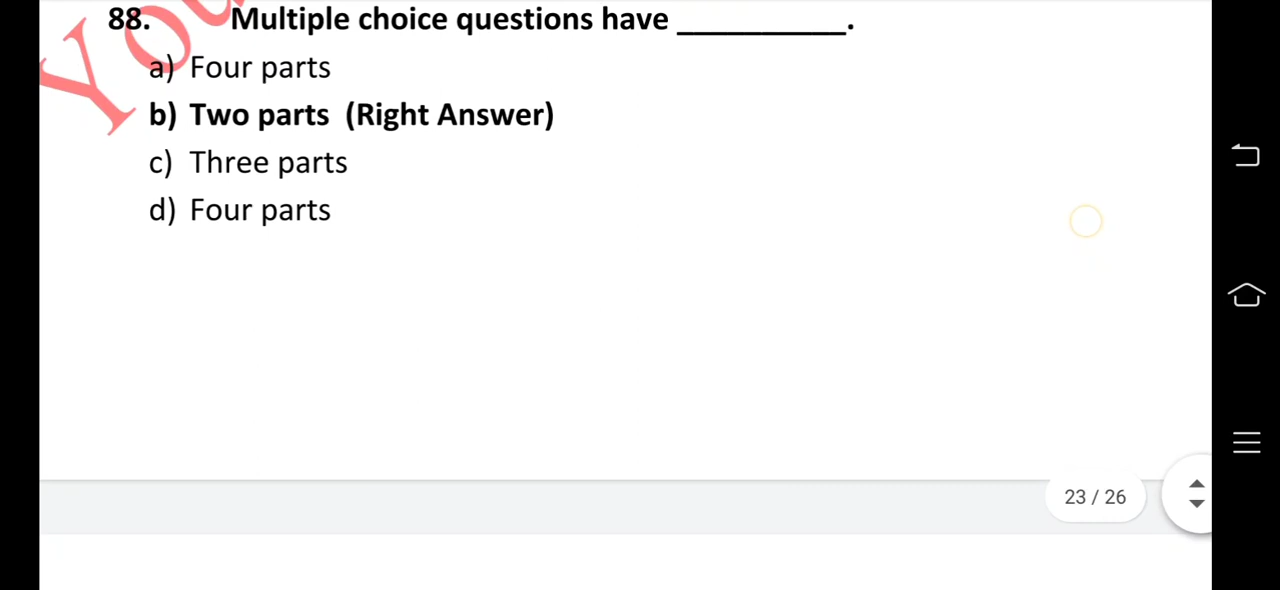 88. Multiple choice questions have __________.
a) Four parts
b) Two parts (Right Answer)
c) Three parts
d) Four parts
23 / 26